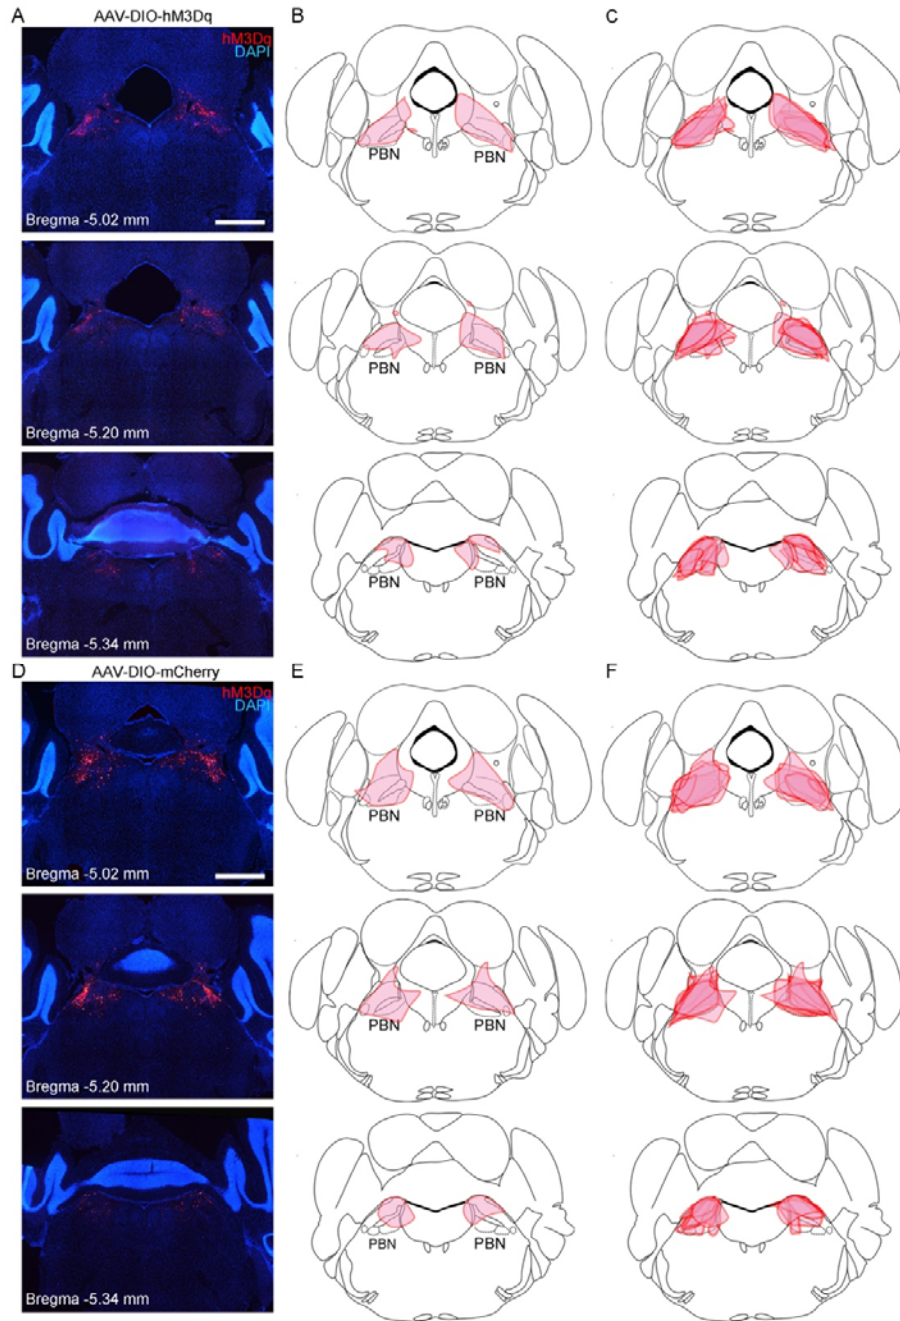 A AAV-DIO-hM3Dq B C
hM3Dq
DAPI
Bregma -5.02 mm
PBN PBN
Bregma -5.20 mm
PBN PBN
Bregma -5.34 mm
PBN PBN
D AAV-DIO-mCherry E F
hM3Dq
DAPI
Bregma -5.02 mm
PBN PBN
Bregma -5.20 mm
PBN PBN
Bregma -5.34 mm
PBN PBN